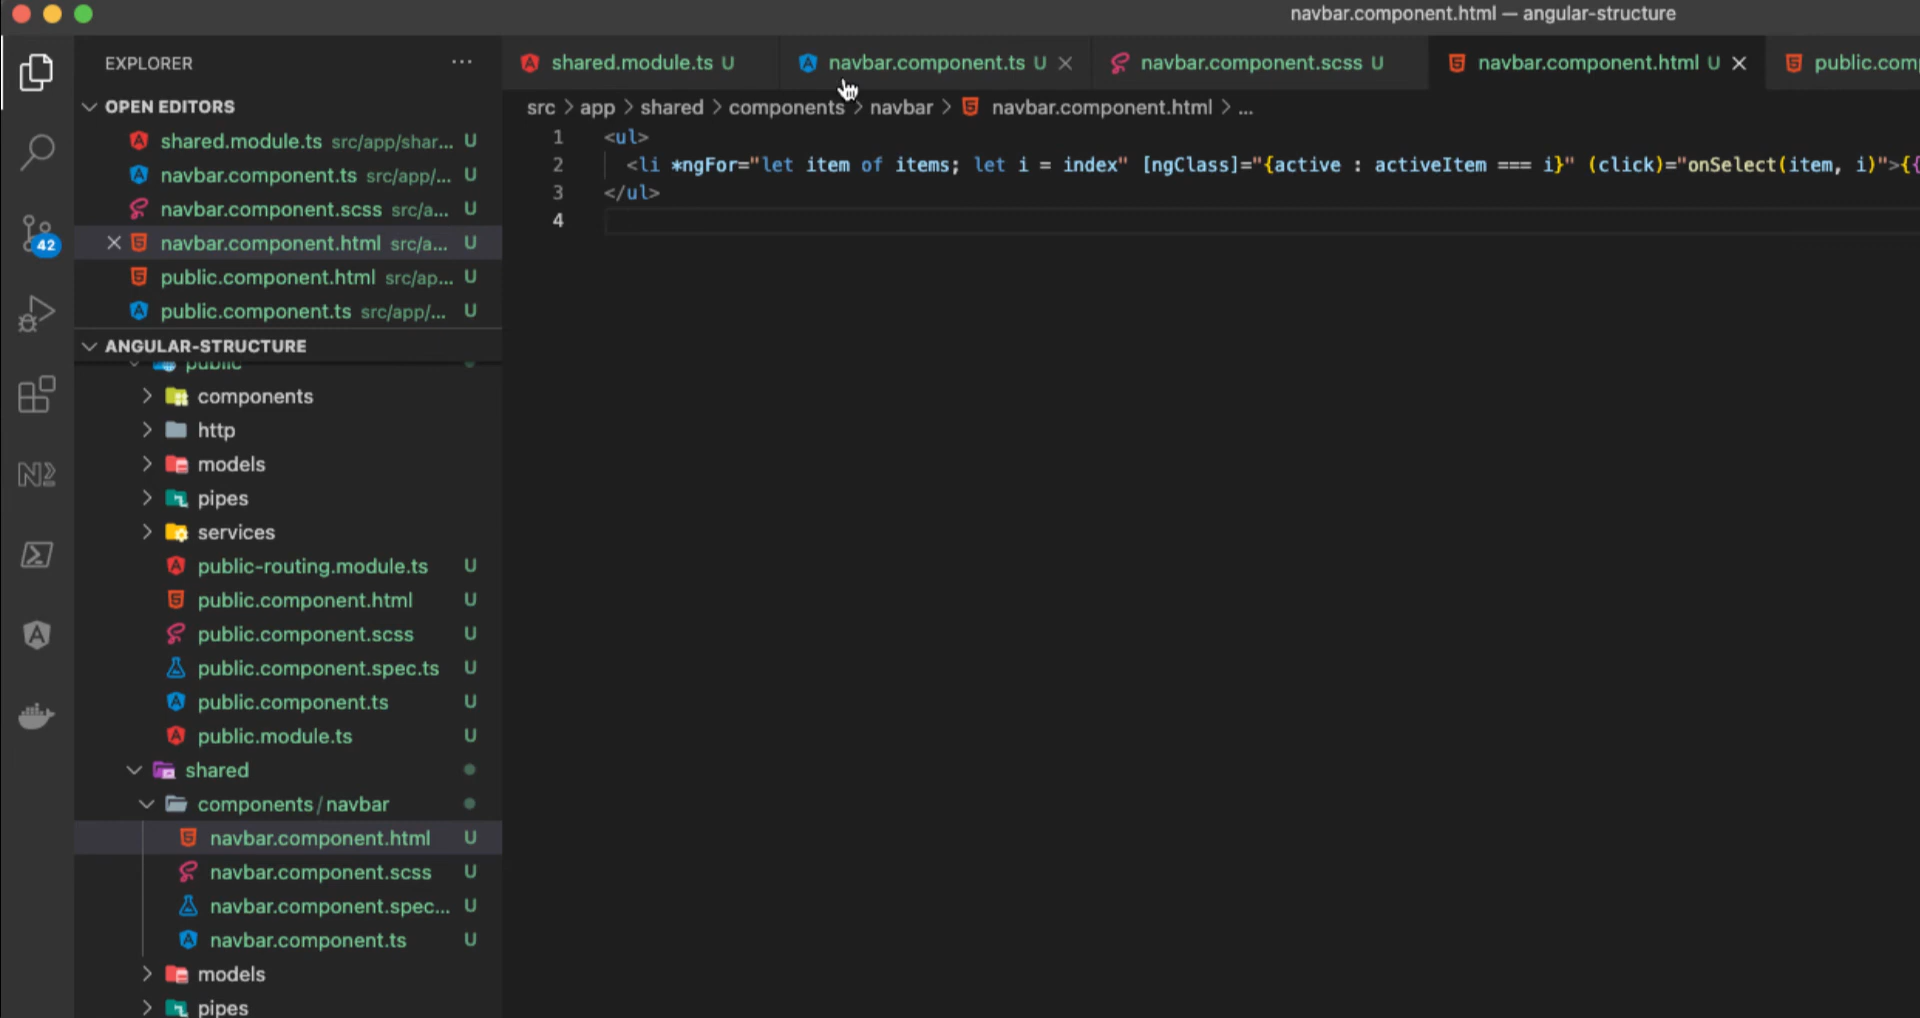 navbar.component.html — angular-structure
EXPLORER ...
shared.module.ts U navbar.component.ts U navbar.component.scss U navbar.component.html U public.comp
src > app > shared > components > navbar > navbar.component.html > ...
OPEN EDITORS
shared.module.ts src/app/shar... U
navbar.component.ts src/app/... U
navbar.component.scss src/a... U
navbar.component.html src/a... U
public.component.html src/ap... U
public.component.ts src/app/... U
42
ANGULAR-STRUCTURE
public
components
http
models
pipes
services
public-routing.module.ts U
public.component.html U
public.component.scss U
public.component.spec.ts U
public.component.ts U
public.module.ts U
shared
components/navbar
navbar.component.html U
navbar.component.scss U
navbar.component.spec... U
navbar.component.ts U
models
pipes
1 <ul>
2 <li *ngFor="let item of items; let i = index" [ngClass]="{active : activeItem === i}" (click)="onSelect(item, i)">{{
3 </ul>
4